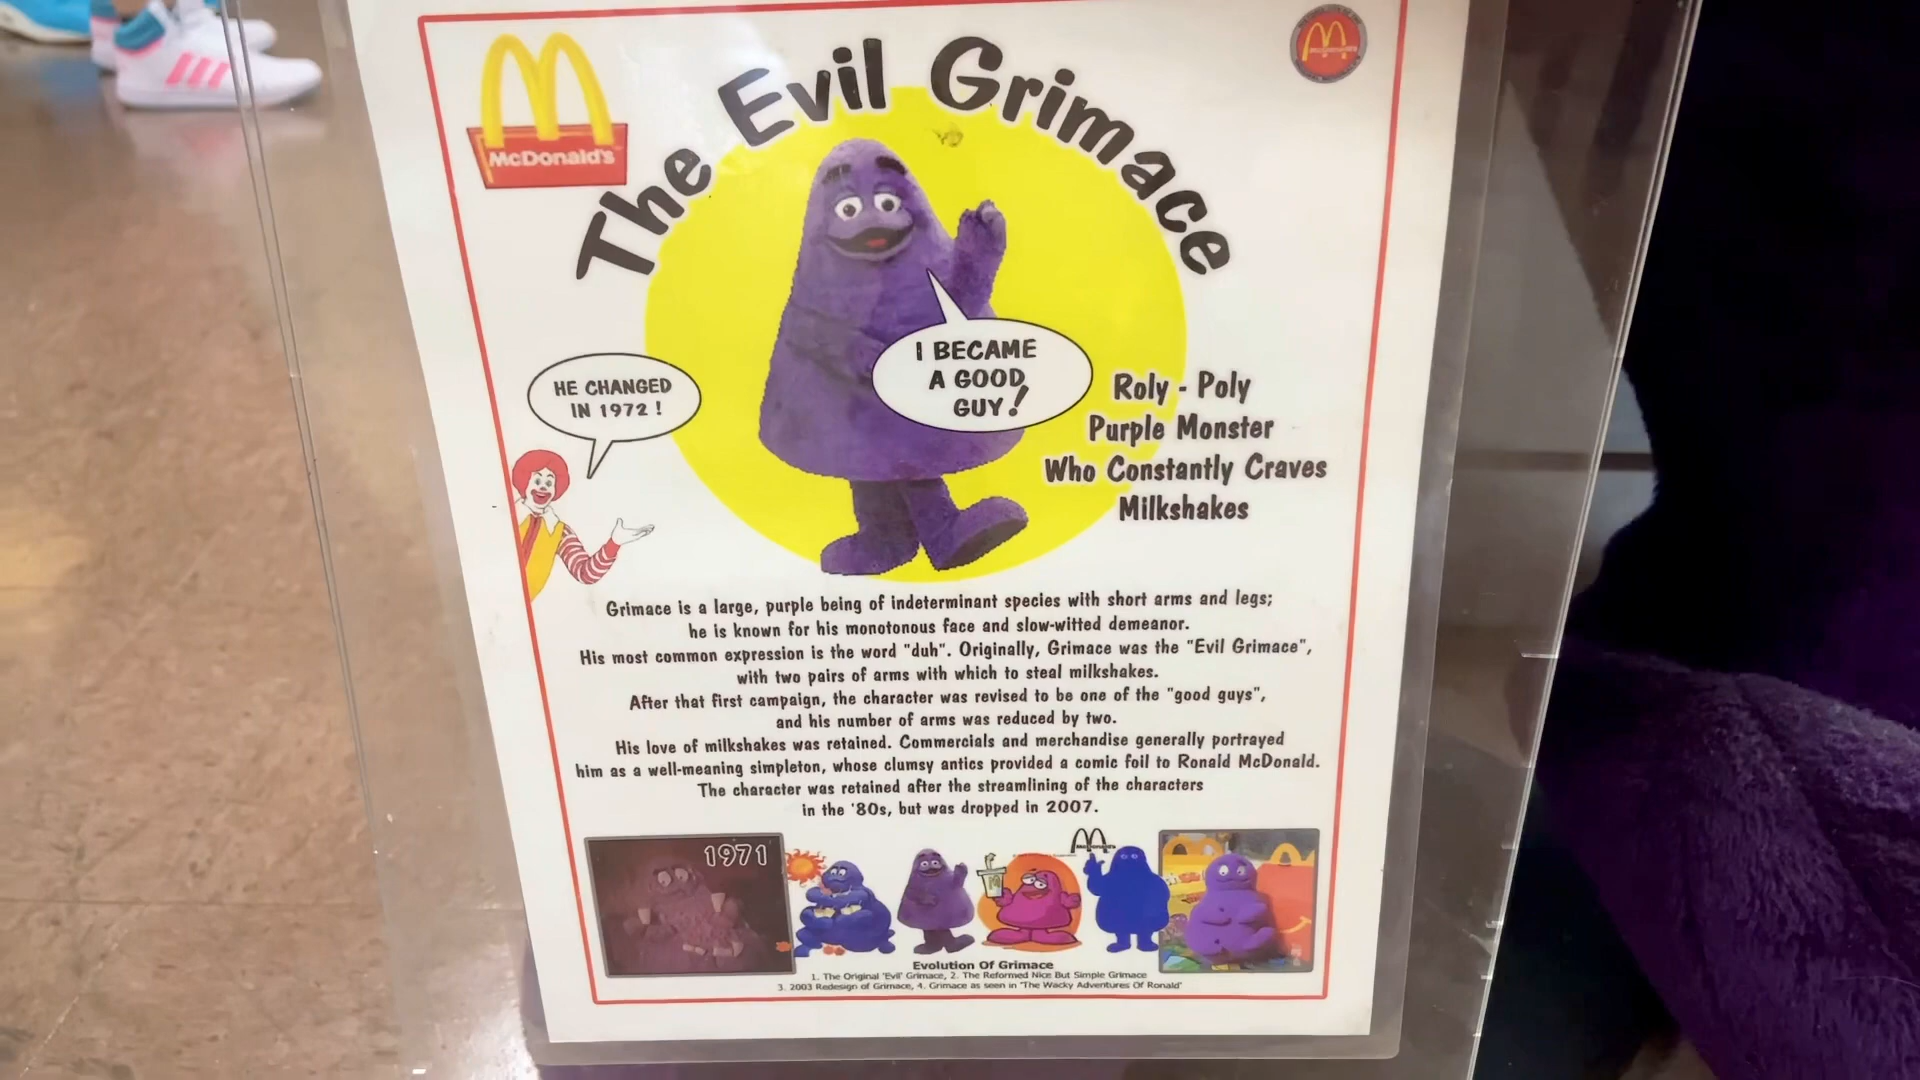 McDonald's
The Evil Grimace
I BECAME
A GOOD
GUY!
HE CHANGED
IN 1972!
Roly - Poly
Purple Monster
Who Constantly Craves
Milkshakes
Grimace is a large, purple being of indeterminant species with short arms and legs;
he is known for his monotonous face and slow-witted demeanor.
His most common expression is the word "duh". Originally, Grimace was the "Evil Grimace",
with two pairs of arms with which to steal milkshakes.
After that first campaign, the character was revised to be one of the "good guys",
and his number of arms was reduced by two.
His love of milkshakes was retained. Commercials and merchandise generally portrayed
him as a well-meaning simpleton, whose clumsy antics provided a comic foil to Ronald McDonald.
The character was retained after the streamlining of the characters
in the '80s, but was dropped in 2007.
1971
McDonald's
Evolution Of Grimace
1. The Original 'Evil' Grimace, 2. The Reformed Nice But Simple Grimace
3. 2003 Redesign of Grimace, 4. Grimace as seen in 'The Wacky Adventures Of Ronald'